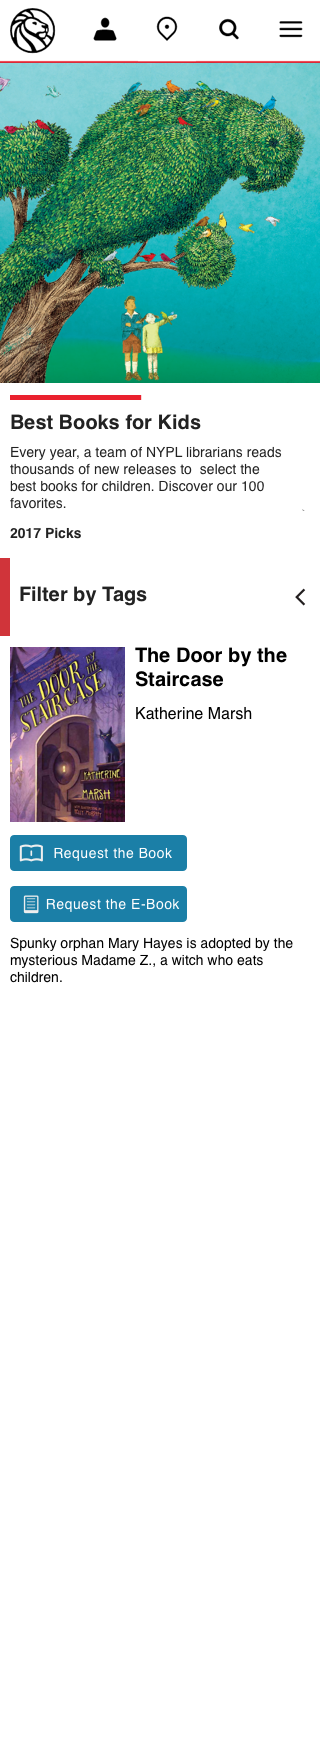 Best Books for Kids
Every year, a team of NYPL librarians reads
thousands of new releases to  select the
best books for children. Discover our 100
favorites.
2017 Picks
Filter by Tags
THE DOOR BY THE
STAIRCASE
KATHERINE
MARSH
The Door by the
Staircase
Katherine Marsh
Request the Book
Request the E-Book
Spunky orphan Mary Hayes is adopted by the
mysterious Madame Z., a witch who eats
children.